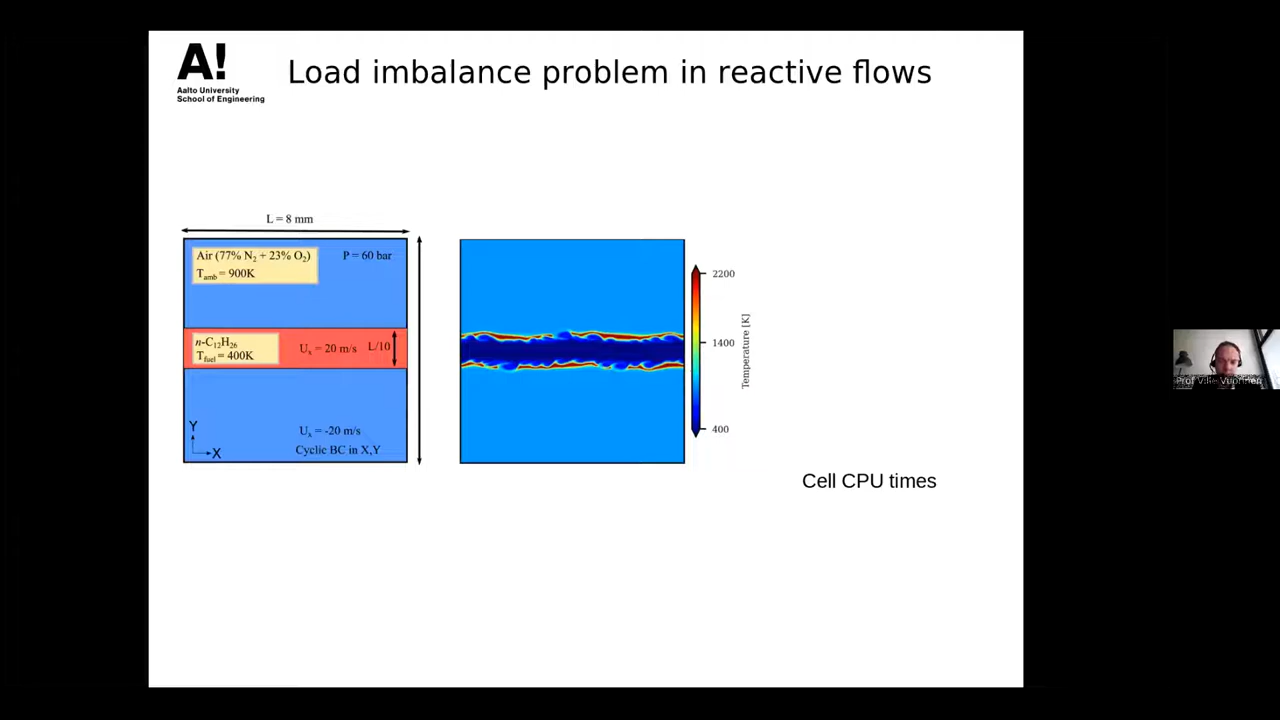 A!
Aalto University
School of Engineering
Load imbalance problem in reactive flows
L = 8 mm
Air (77% N₂ + 23% O₂)
T_amb = 900K
P = 60 bar
n-C₁₂H₂₆
T_fuel = 400K
Uₓ = 20 m/s
L/10
Uₓ = -20 m/s
Cyclic BC in X,Y
Y
X
2200
1400
400
Temperature [K]
Cell CPU times
Prof Ville Vuorinen